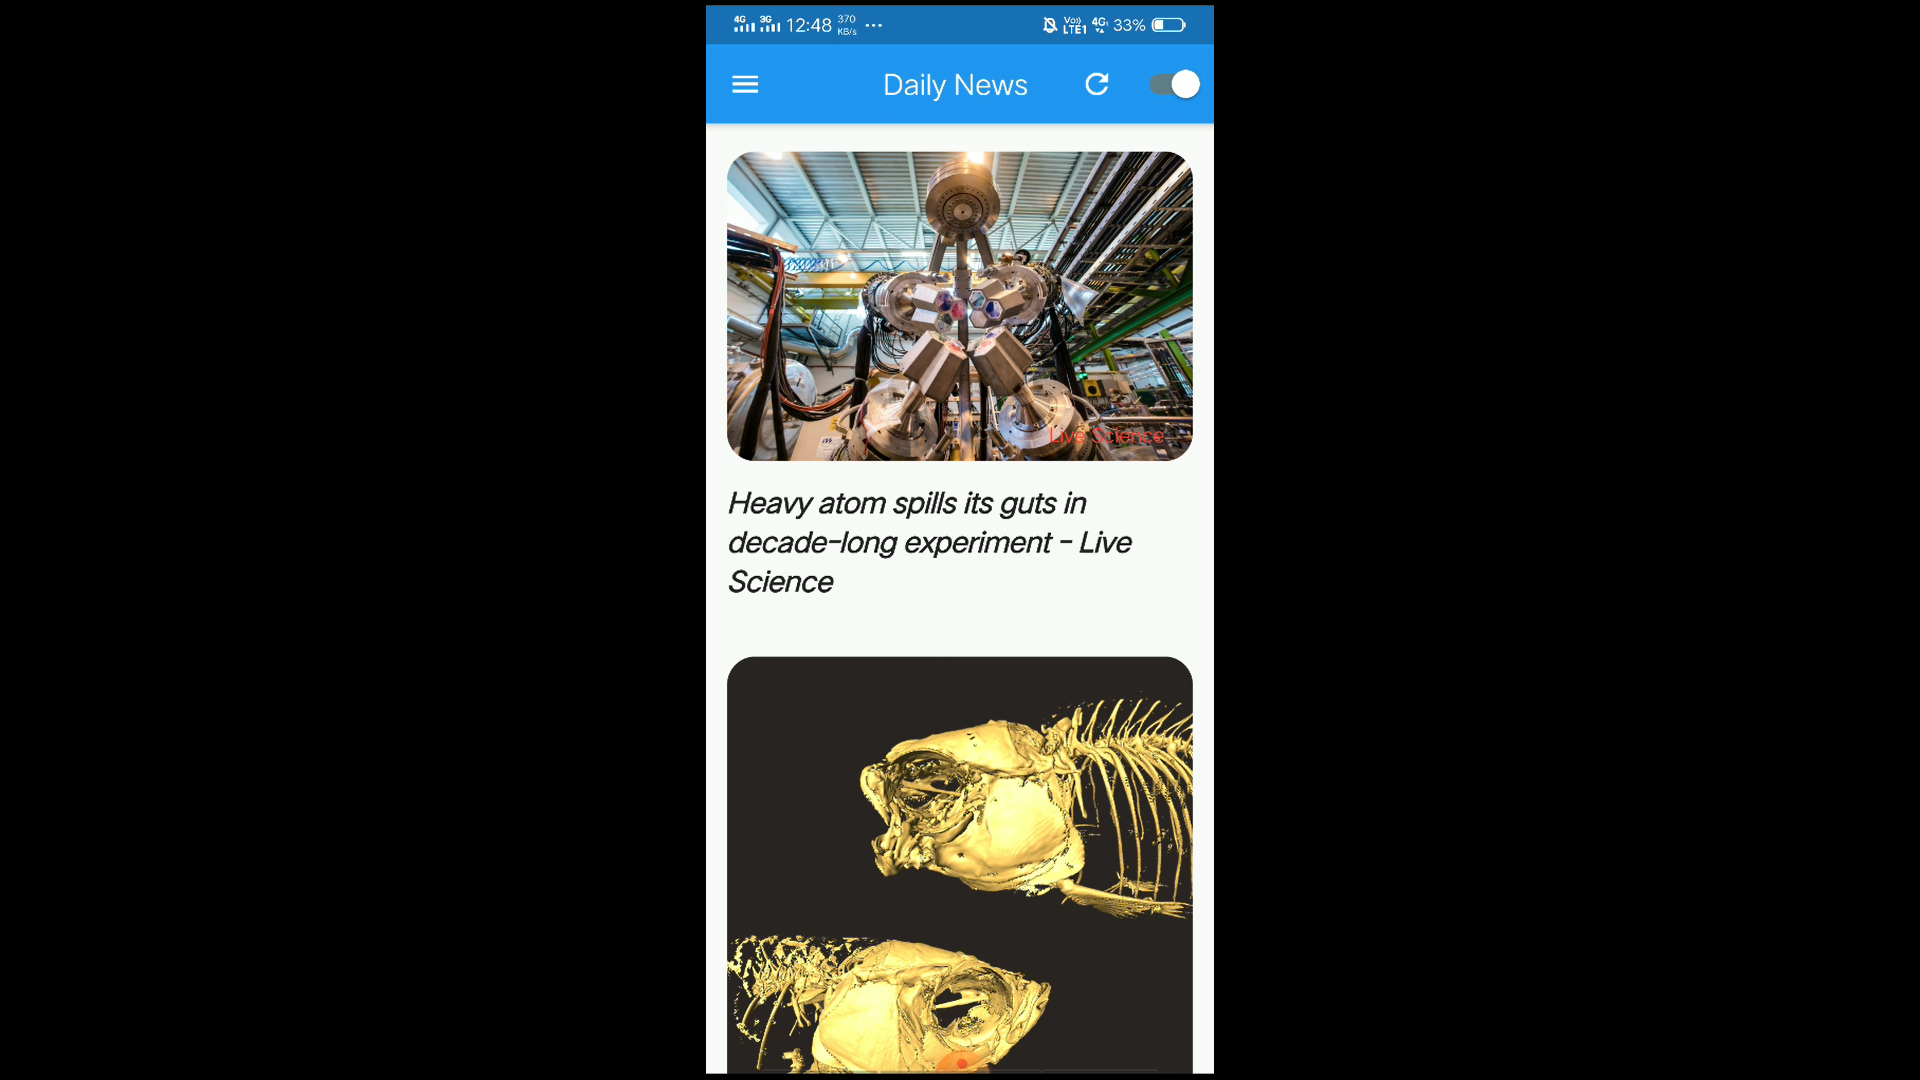 4G 3G 12:48 370 KB/s ... Vo)) LTE1 4G 33%
Daily News
Live Science
Heavy atom spills its guts in
decade-long experiment - Live
Science